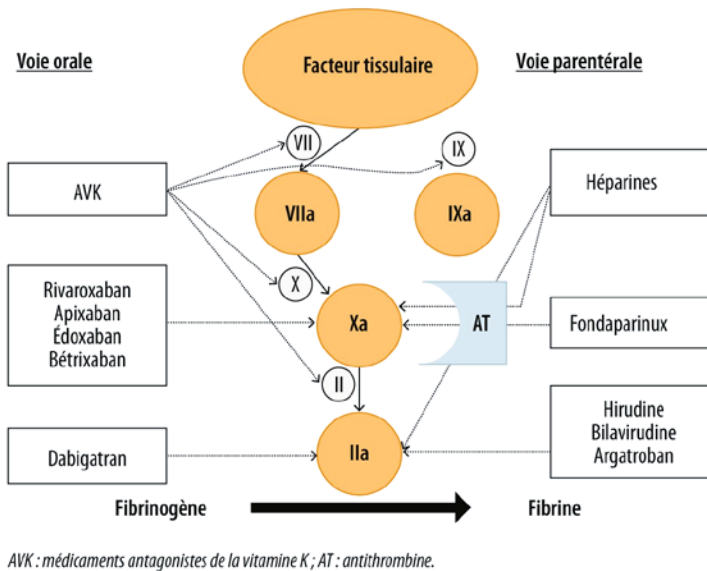 Voie orale
Facteur tissulaire
Voie parentérale
VII
IX
AVK
VIIa
IXa
Héparines
X
Rivaroxaban
Apixaban
Édoxaban
Bétrixaban
Xa
AT
Fondaparinux
II
Hirudine
Bilavirudine
Argatroban
Dabigatran
IIa
Fibrinogène
Fibrine
AVK : médicaments antagonistes de la vitamine K ; AT : antithrombine.